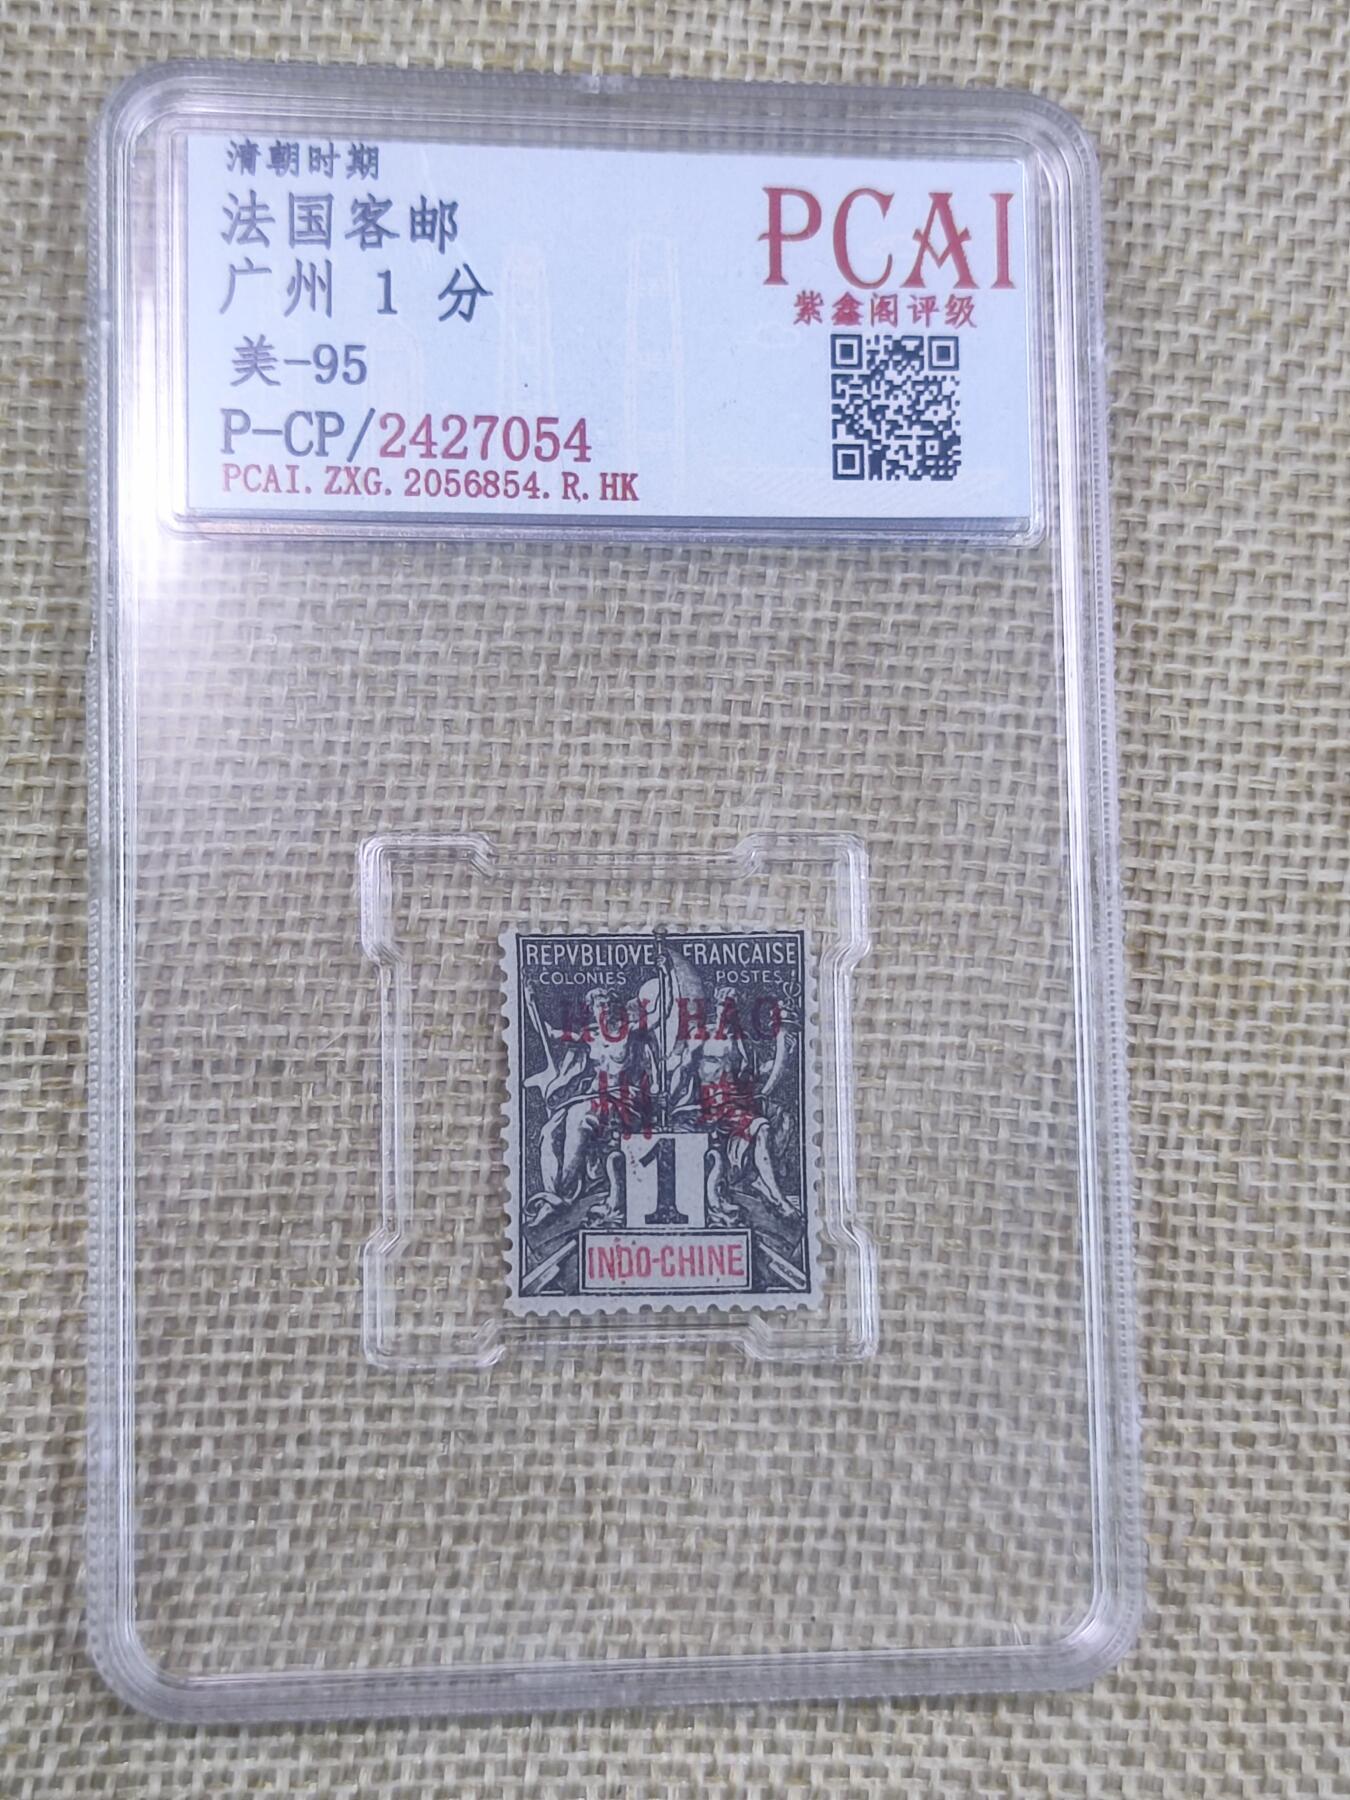 清朝时期
法国客邮
广州 1 分
美-95
P-CP/2427054
PCAI.ZXG.2056854.R.HK
PCAI
紫鑫阁评级
REPVBLIQVE FRANÇAISE
COLONIES POSTES
HOI HAO
州
1
INDO-CHINE